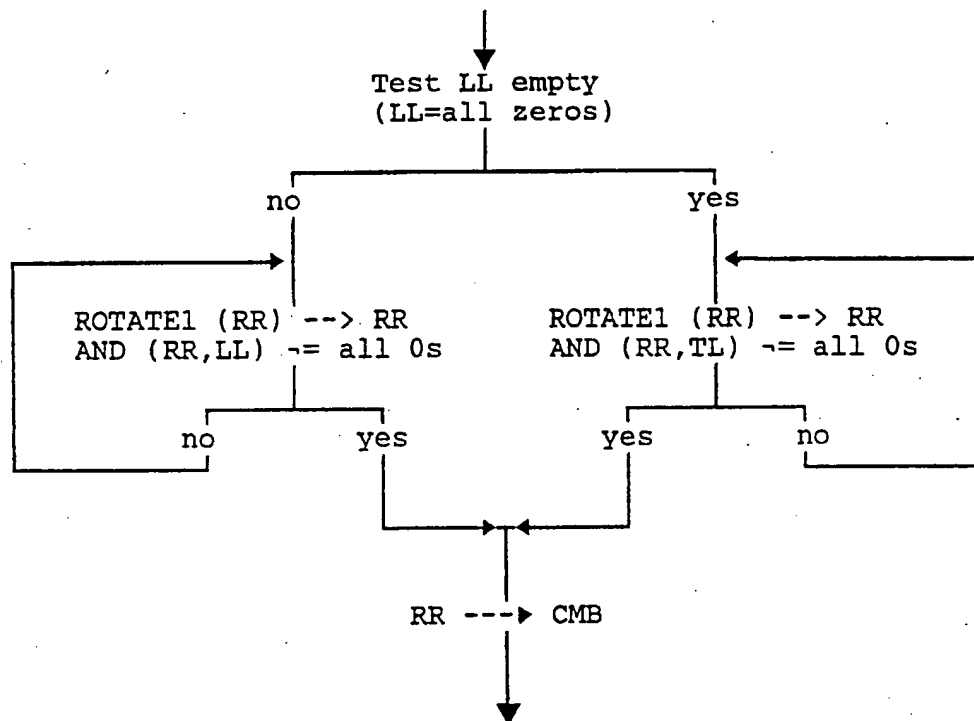 Test LL empty
(LL=all zeros)
no
yes
ROTATE1 (RR) --> RR
AND (RR,LL) ¬= all 0s
ROTATE1 (RR) --> RR
AND (RR,TL) ¬= all 0s
no
yes
yes
no
RR ----> CMB